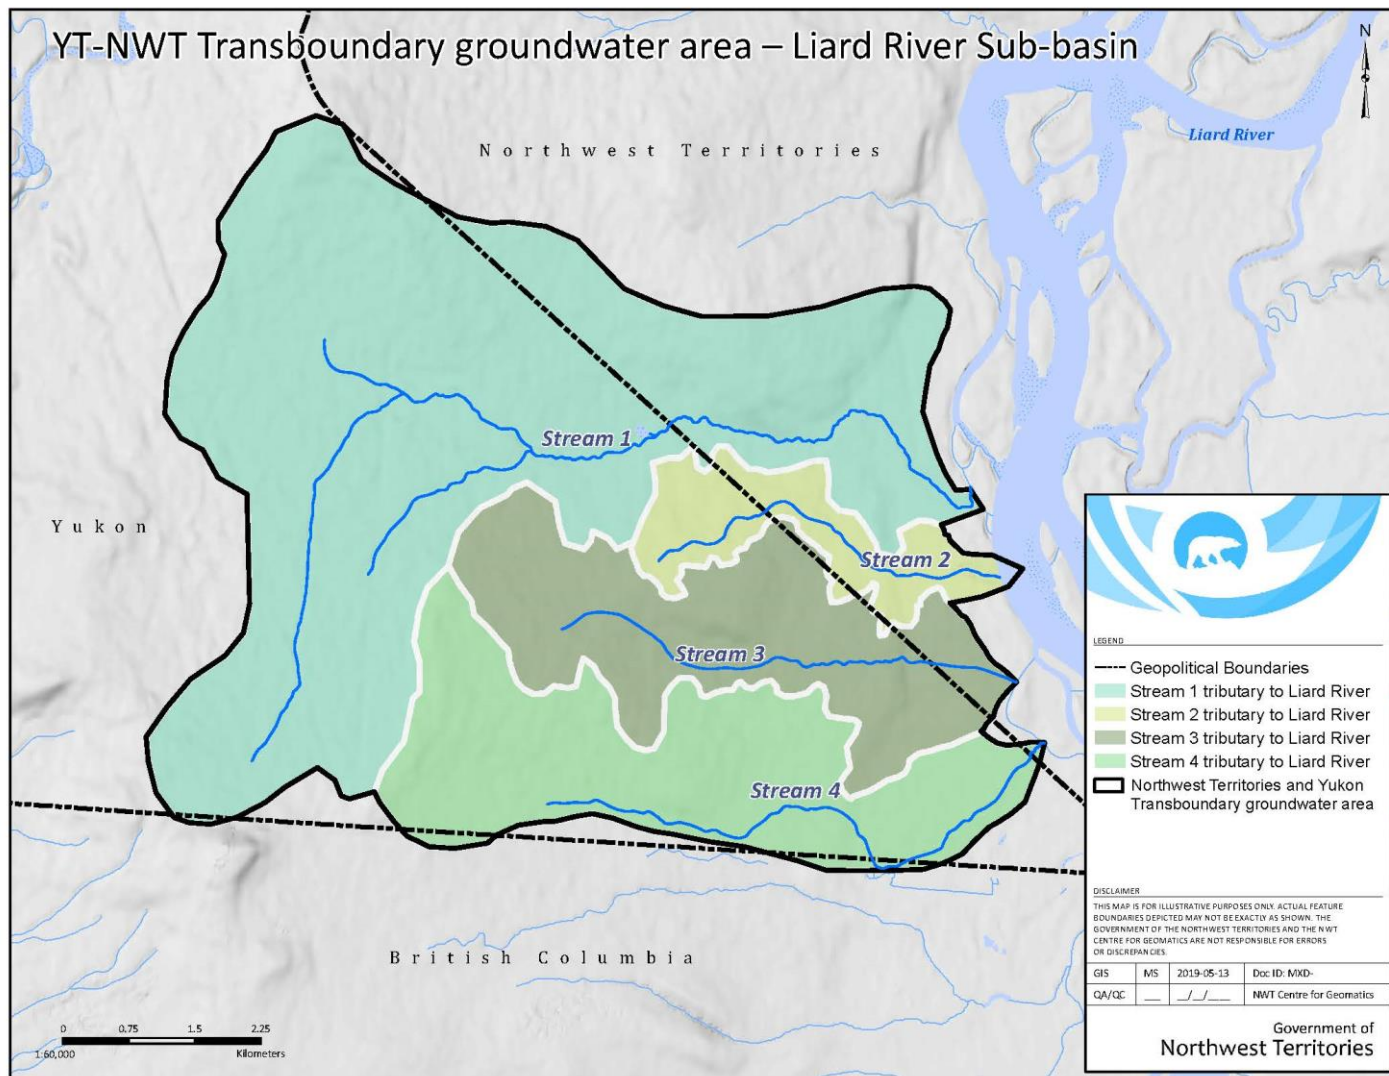 YT-NWT Transboundary groundwater area – Liard River Sub-basin
N
Liard River
Northwest Territories
Stream 1
Yukon
Stream 2
Stream 3
Stream 4
British Columbia
0 0.75 1.5 2.25
1:60,000 Kilometers
LEGEND
Geopolitical Boundaries
Stream 1 tributary to Liard River
Stream 2 tributary to Liard River
Stream 3 tributary to Liard River
Stream 4 tributary to Liard River
Northwest Territories and Yukon
Transboundary groundwater area
DISCLAIMER
THIS MAP IS FOR ILLUSTRATIVE PURPOSES ONLY. ACTUAL FEATURE
BOUNDARIES DEPICTED MAY NOT BE EXACTLY AS SHOWN. THE
GOVERNMENT OF THE NORTHWEST TERRITORIES AND THE NWT
CENTRE FOR GEOMATICS ARE NOT RESPONSIBLE FOR ERRORS
OR DISCREPANCIES.
GIS MS 2019-05-13 Doc ID: MXD-
QA/QC ___ __/__/____ NWT Centre for Geomatics
Government of
Northwest Territories